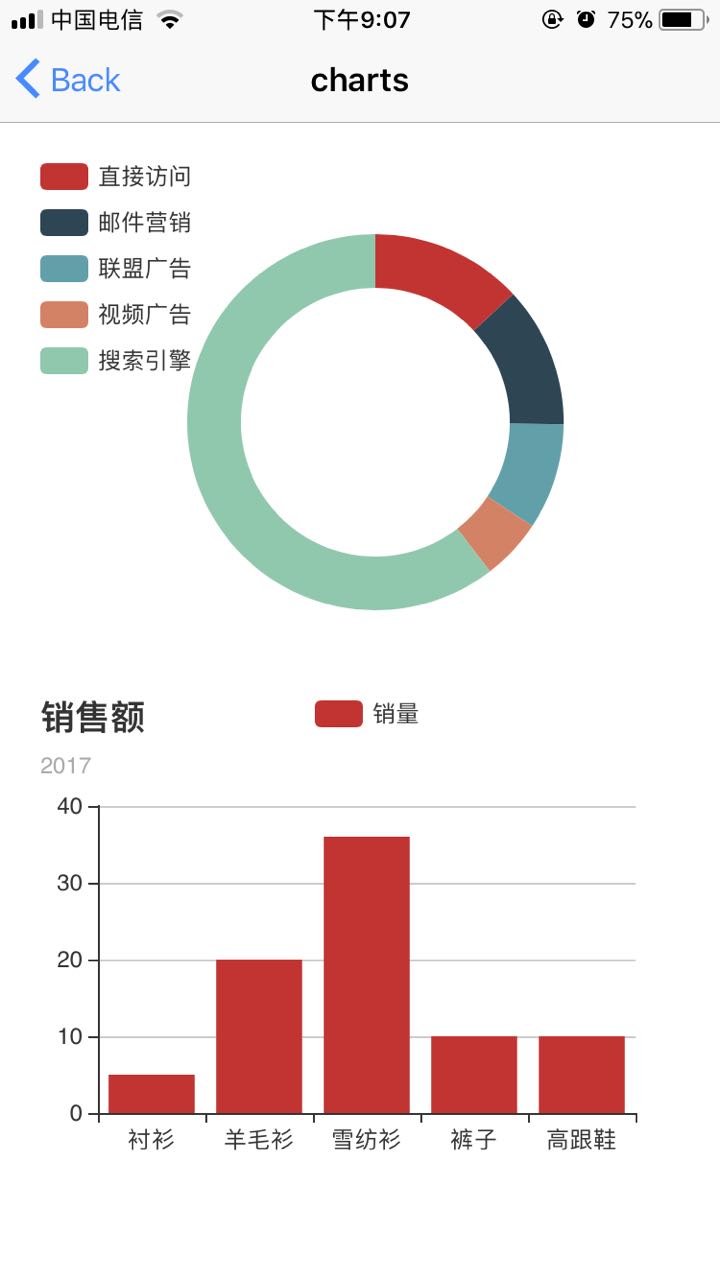 中国电信 下午9:07 75%
Back charts
直接访问
邮件营销
联盟广告
视频广告
搜索引擎
销售额 销量
2017
40
30
20
10
0
衬衫 羊毛衫 雪纺衫 裤子 高跟鞋